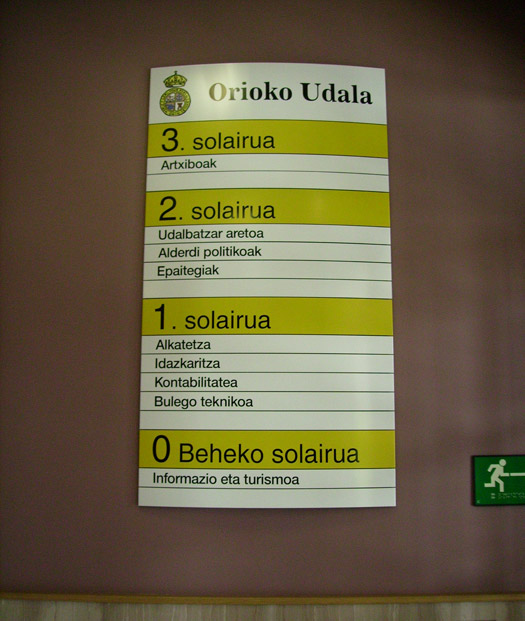 Orioko Udala
3. solairua
Artxiboak
2. solairua
Udalbatzar aretoa
Alderdi politikoak
Epaitegiak
1. solairua
Alkatetza
Idazkaritza
Kontabilitatea
Bulego teknikoa
0 Beheko solairua
Informazio eta turismoa